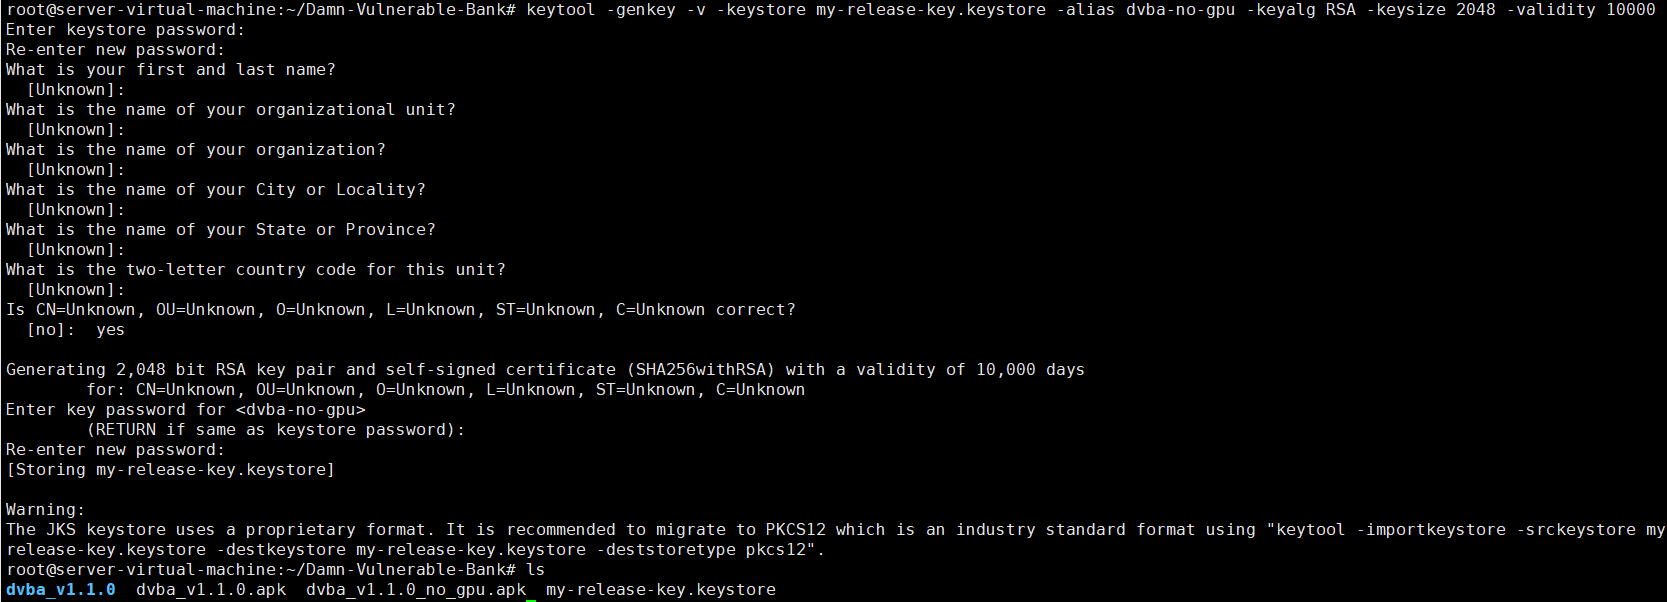 root@server-virtual-machine:~/Damn-Vulnerable-Bank# keytool -genkey -v -keystore my-release-key.keystore -alias dvba-no-gpu -keyalg RSA -keysize 2048 -validity 10000
Enter keystore password:
Re-enter new password:
What is your first and last name?
  [Unknown]:
What is the name of your organizational unit?
  [Unknown]:
What is the name of your organization?
  [Unknown]:
What is the name of your City or Locality?
  [Unknown]:
What is the name of your State or Province?
  [Unknown]:
What is the two-letter country code for this unit?
  [Unknown]:
Is CN=Unknown, OU=Unknown, O=Unknown, L=Unknown, ST=Unknown, C=Unknown correct?
  [no]:  yes

Generating 2,048 bit RSA key pair and self-signed certificate (SHA256withRSA) with a validity of 10,000 days
        for: CN=Unknown, OU=Unknown, O=Unknown, L=Unknown, ST=Unknown, C=Unknown
Enter key password for <dvba-no-gpu>
        (RETURN if same as keystore password):
Re-enter new password:
[Storing my-release-key.keystore]

Warning:
The JKS keystore uses a proprietary format. It is recommended to migrate to PKCS12 which is an industry standard format using "keytool -importkeystore -srckeystore my
release-key.keystore -destkeystore my-release-key.keystore -deststoretype pkcs12".
root@server-virtual-machine:~/Damn-Vulnerable-Bank# ls
dvba_v1.1.0  dvba_v1.1.0.apk  dvba_v1.1.0_no_gpu.apk  my-release-key.keystore